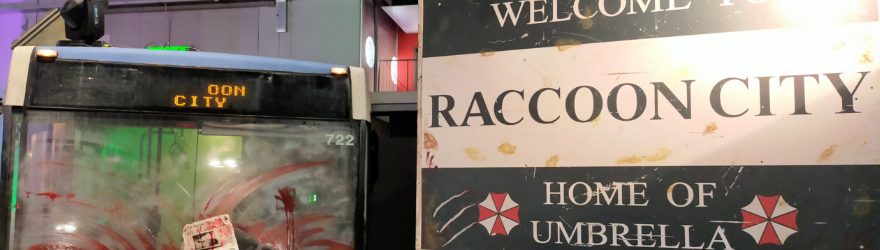 OON
CITY
722
WELCOME TO
RACCOON CITY
HOME OF
UMBRELLA